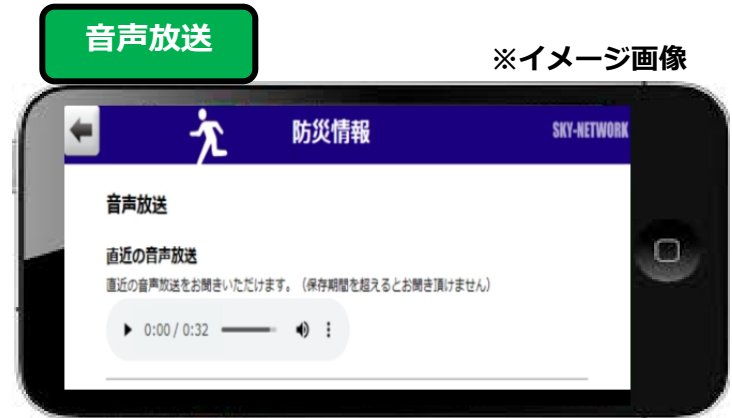 音声放送
※イメージ画像
防災情報
SKY-NETWORK
音声放送
直近の音声放送
直近の音声放送をお聞きいただけます。（保存期間を超えるとお聞き頂けません）
0:00 / 0:32